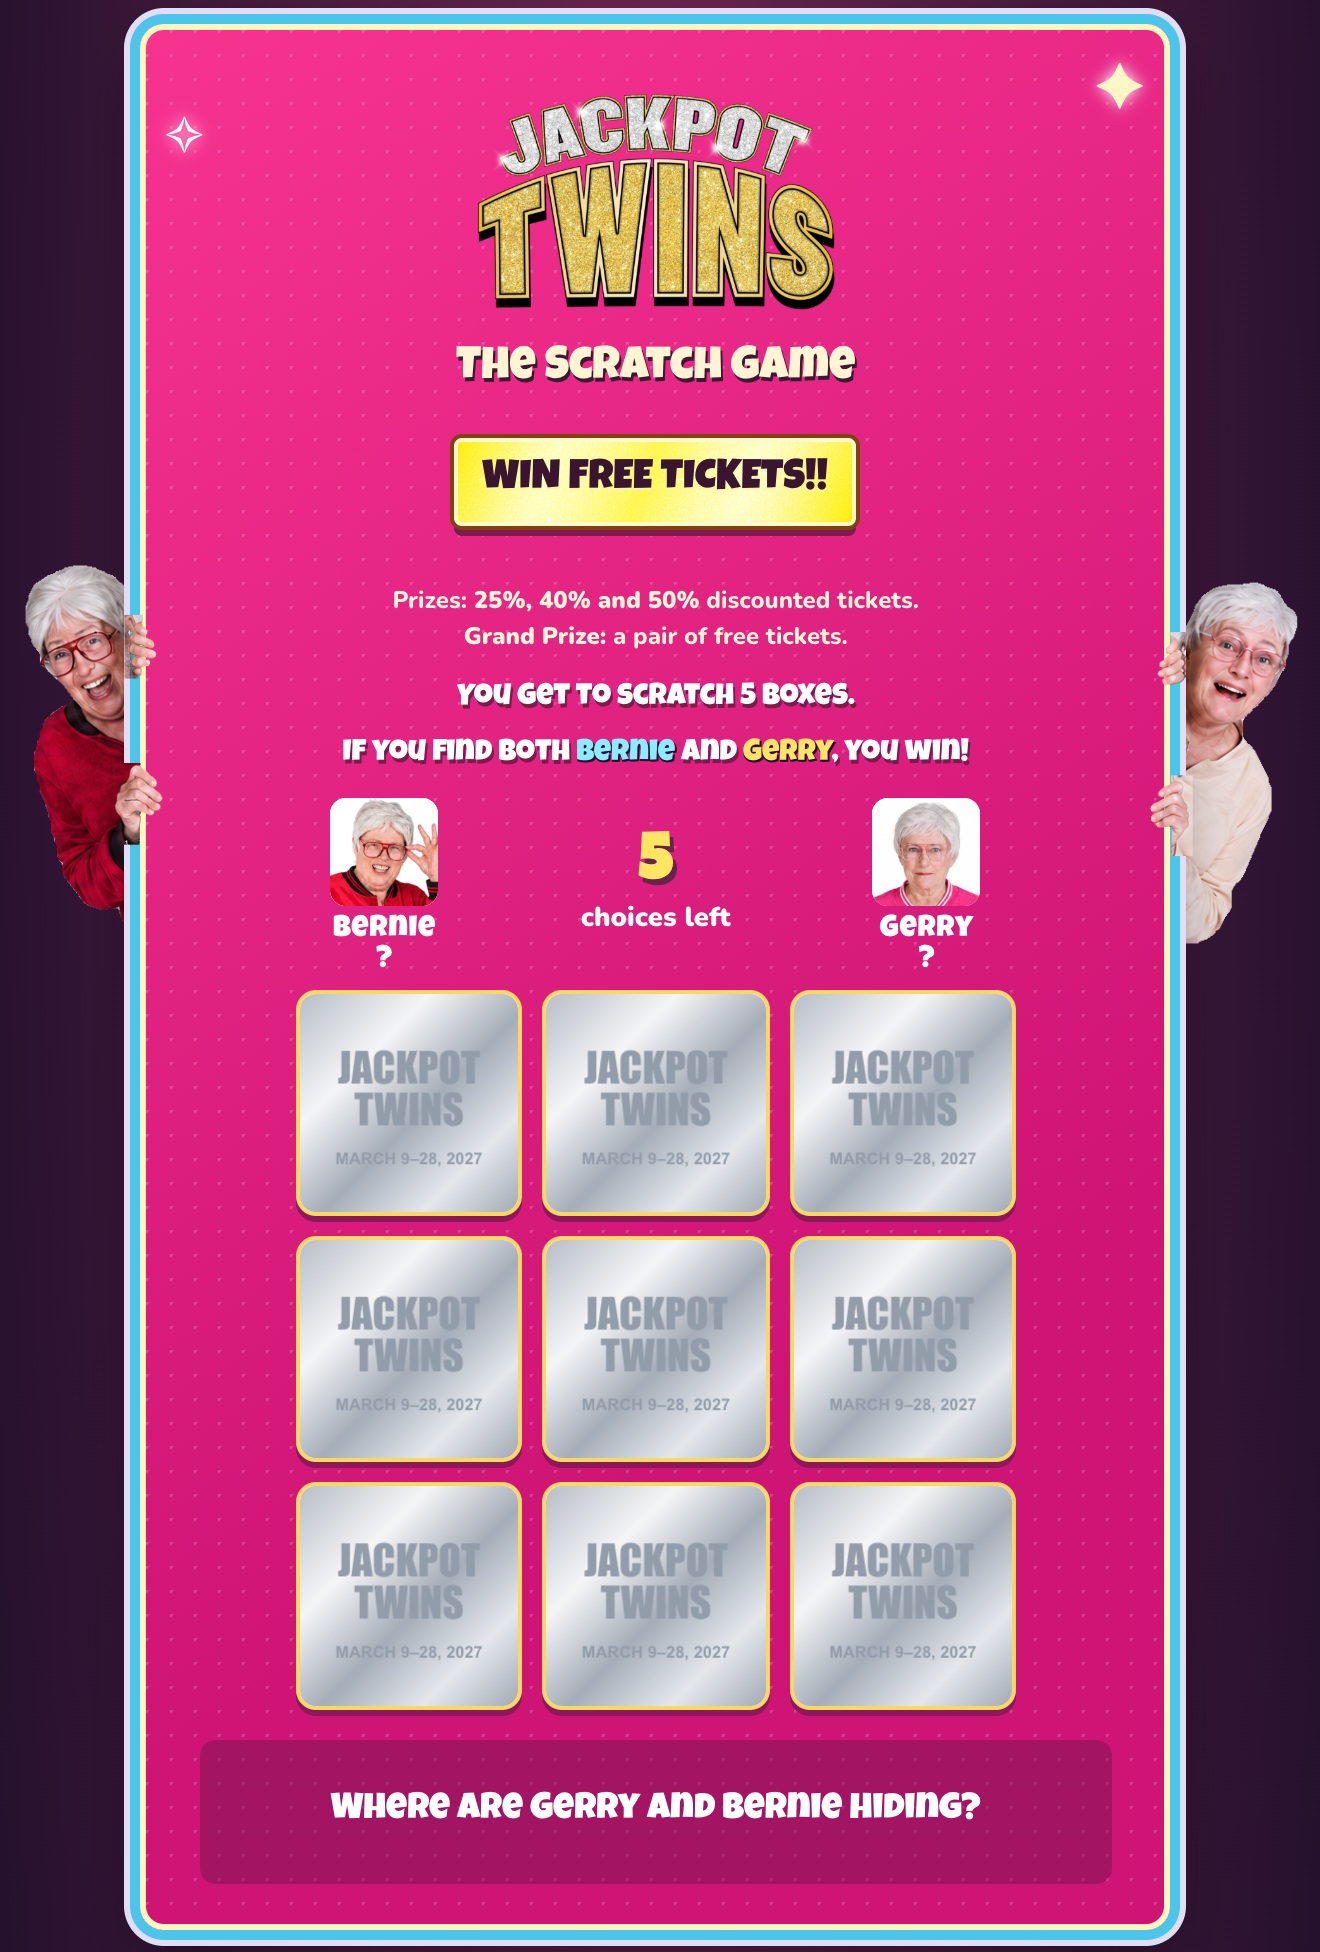 JACKPOT
TWINS
THE SCRATCH GAME
WIN FREE TICKETS!!
Prizes: 25%, 40% and 50% discounted tickets.
Grand Prize: a pair of free tickets.
YOU GET TO SCRATCH 5 BOXES.
IF YOU FIND BOTH BERNIE AND GERRY, YOU WIN!
5
choices left
BERNIE
?
GERRY
?
JACKPOT
TWINS
MARCH 9–28, 2027
JACKPOT
TWINS
MARCH 9–28, 2027
JACKPOT
TWINS
MARCH 9–28, 2027
JACKPOT
TWINS
MARCH 9–28, 2027
JACKPOT
TWINS
MARCH 9–28, 2027
JACKPOT
TWINS
MARCH 9–28, 2027
JACKPOT
TWINS
MARCH 9–28, 2027
JACKPOT
TWINS
MARCH 9–28, 2027
JACKPOT
TWINS
MARCH 9–28, 2027
WHERE ARE GERRY AND BERNIE HIDING?